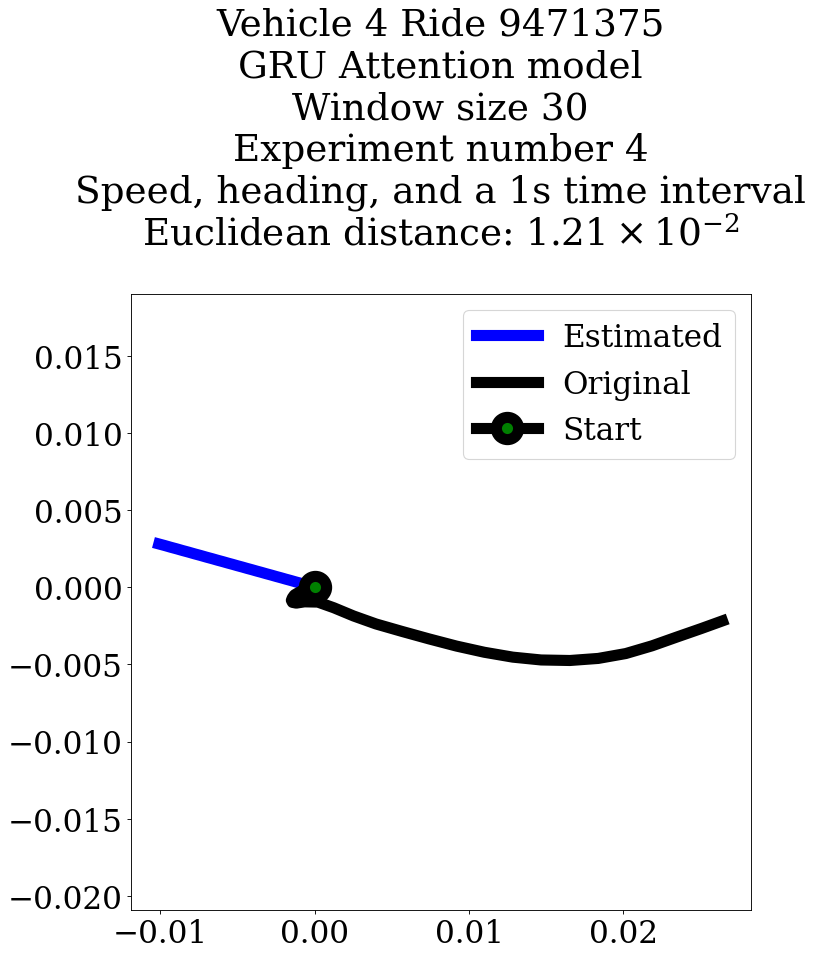 Vehicle 4 Ride 9471375
GRU Attention model
Window size 30
Experiment number 4
Speed, heading, and a 1s time interval
Euclidean distance: 1.21 × 10⁻²
Estimated
Original
Start
0.015
0.010
0.005
0.000
−0.005
−0.010
−0.015
−0.020
−0.01 0.00 0.01 0.02